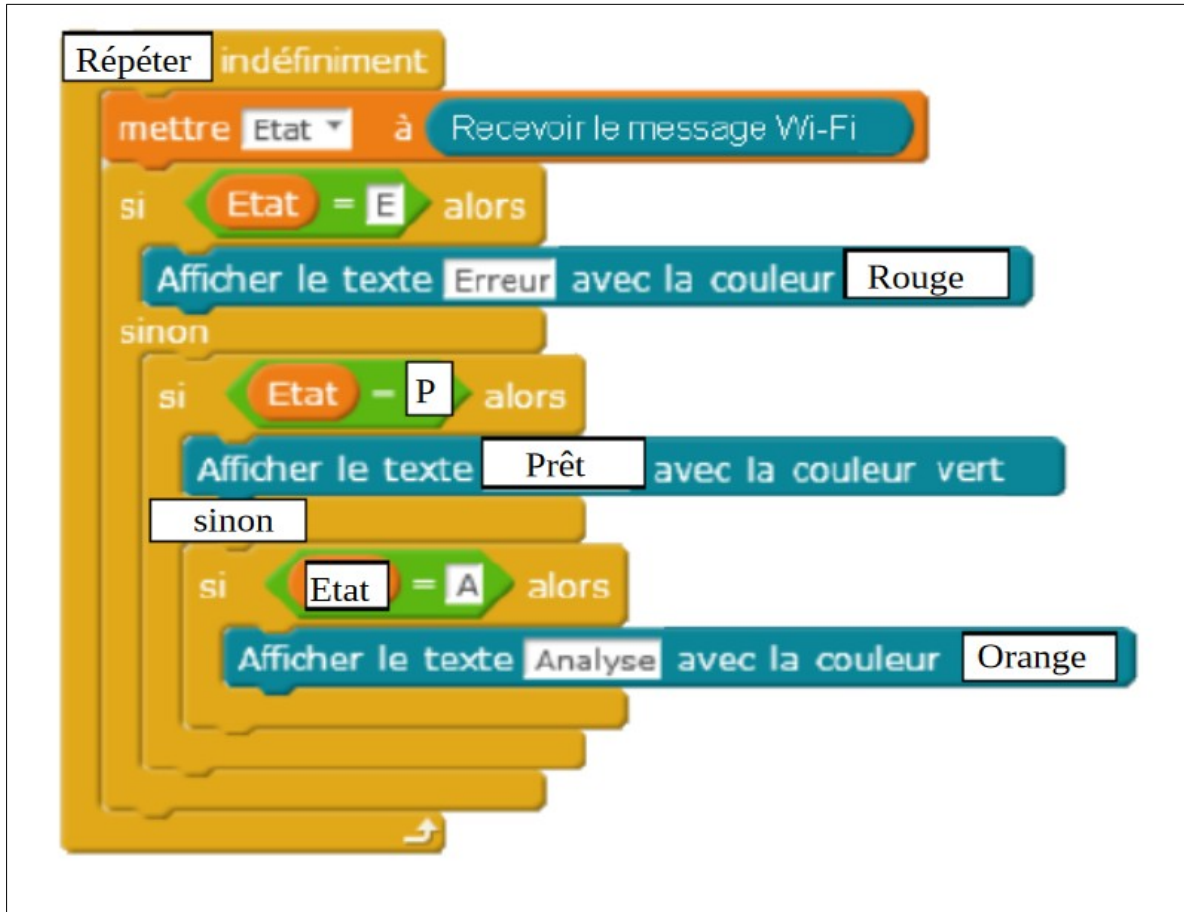 Répéter indéfiniment
mettre Etat à Recevoir le message Wi-Fi
si Etat = E alors
Afficher le texte Erreur avec la couleur Rouge
sinon
si Etat = P alors
Afficher le texte Prêt avec la couleur vert
sinon
si Etat = A alors
Afficher le texte Analyse avec la couleur Orange